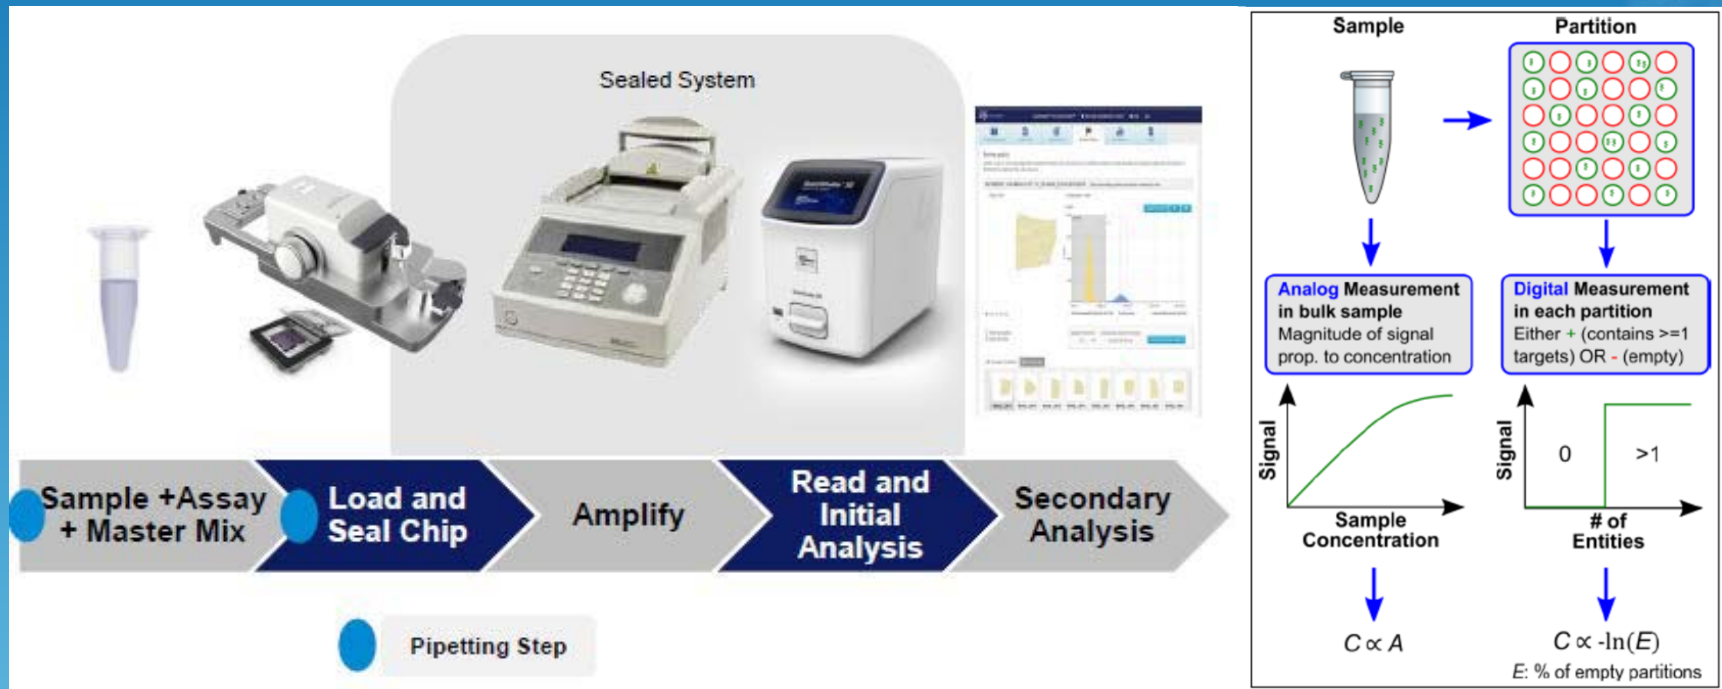 Sealed System
Sample +Assay
+ Master Mix
Load and
Seal Chip
Amplify
Read and
Initial
Analysis
Secondary
Analysis
Pipetting Step
Sample
Partition
Analog Measurement
in bulk sample
Magnitude of signal
prop. to concentration
Digital Measurement
in each partition
Either + (contains >=1
targets) OR - (empty)
Signal
Sample
Concentration
Signal
0
>1
# of
Entities
C ∝ A
C ∝ -ln(E)
E: % of empty partitions